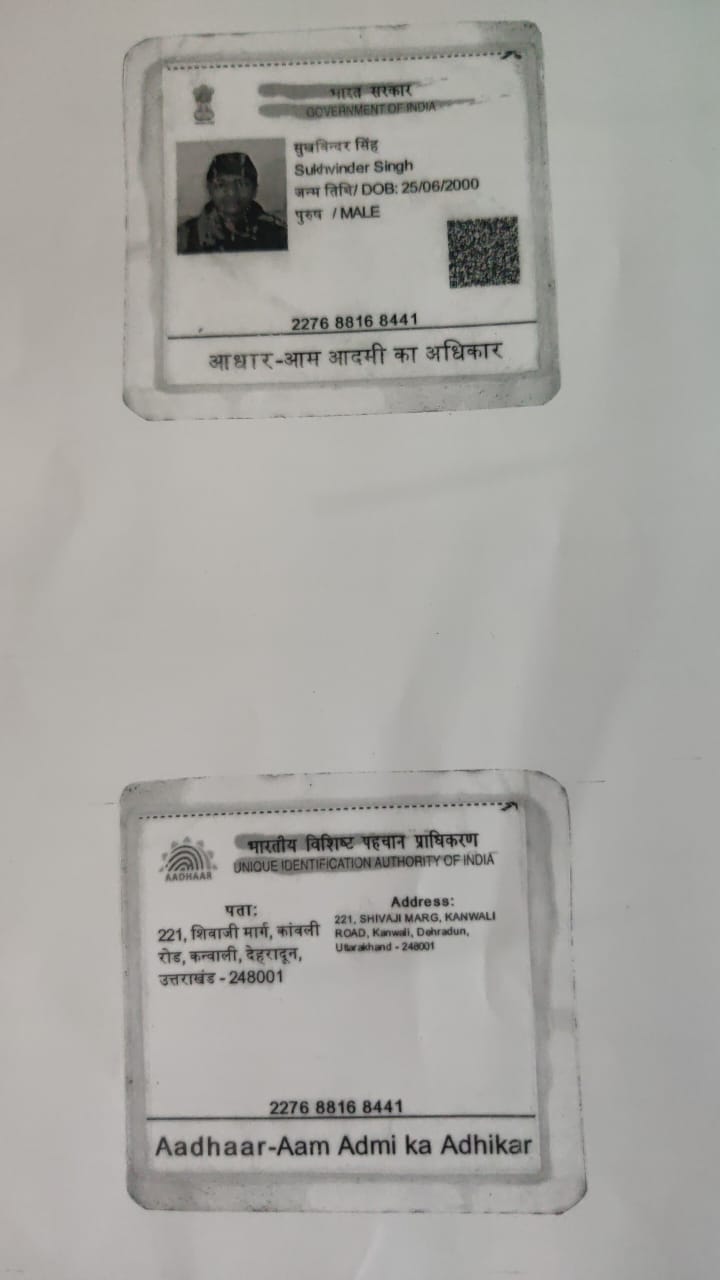 भारत सरकार
GOVERNMENT OF INDIA
सुखविन्दर सिंह
Sukhvinder Singh
जन्म तिथि/ DOB: 25/06/2000
पुरुष / MALE
2276 8816 8441
आधार-आम आदमी का अधिकार
भारतीय विशिष्ट पहचान प्राधिकरण
UNIQUE IDENTIFICATION AUTHORITY OF INDIA
AADHAAR
पता:
221, शिवाजी मार्ग, कांवली
रोड, कन्वाली, देहरादून,
उत्तराखंड - 248001
Address:
221, SHIVAJI MARG, KANWALI
ROAD, Kanwali, Dehradun,
Uttarakhand - 248001
2276 8816 8441
Aadhaar-Aam Admi ka Adhikar